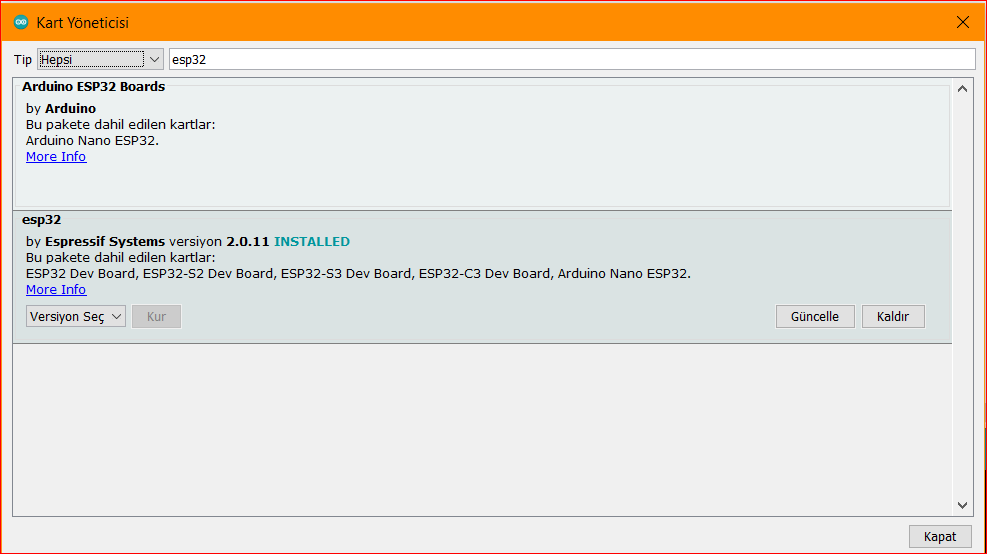 Kart Yöneticisi
Tip Hepsi esp32
Arduino ESP32 Boards
by Arduino
Bu pakete dahil edilen kartlar:
Arduino Nano ESP32.
More Info
esp32
by Espressif Systems versiyon 2.0.11 INSTALLED
Bu pakete dahil edilen kartlar:
ESP32 Dev Board, ESP32-S2 Dev Board, ESP32-S3 Dev Board, ESP32-C3 Dev Board, Arduino Nano ESP32.
More Info
Versiyon Seç Kur Güncelle Kaldır
Kapat